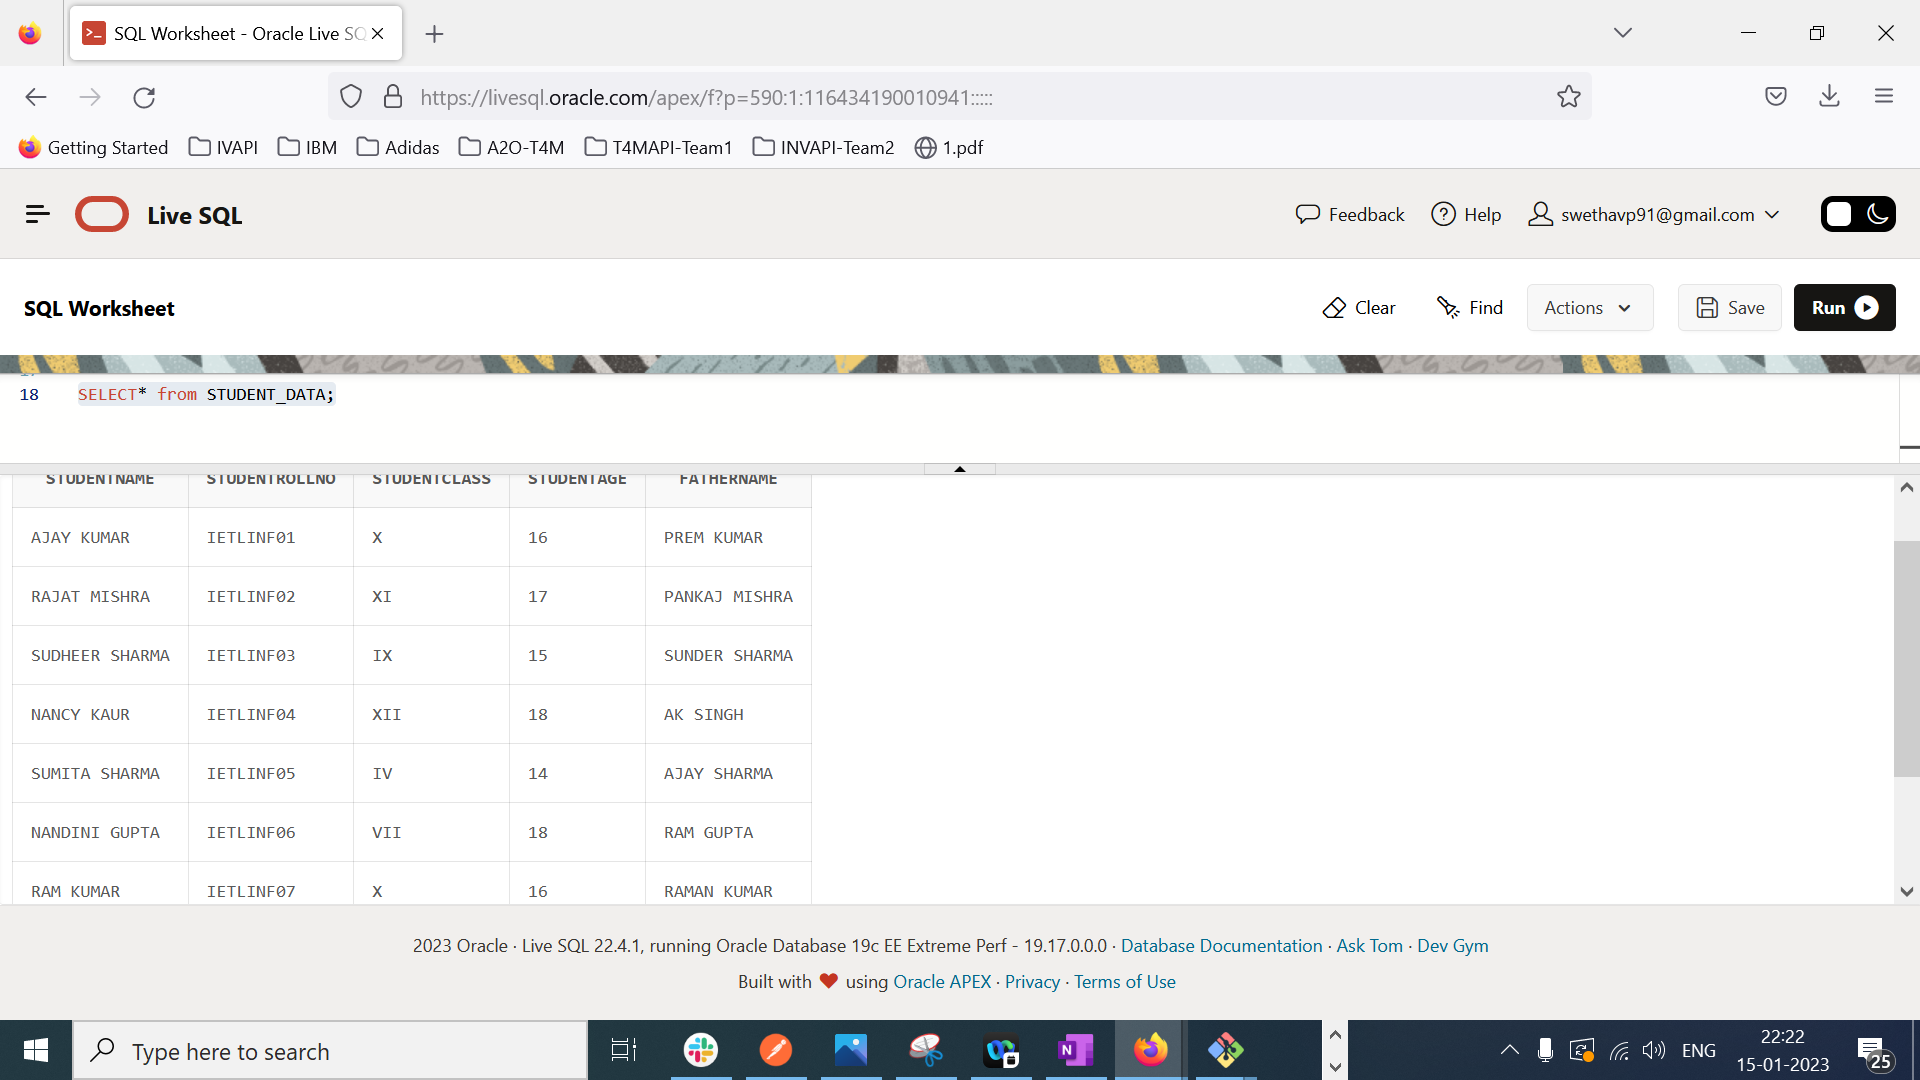 SQL Worksheet - Oracle Live SQ
https://livesql.oracle.com/apex/f?p=590:1:116434190010941:::::
Getting Started IVAPI IBM Adidas A2O-T4M T4MAPI-Team1 INVAPI-Team2 1.pdf
Live SQL Feedback Help swethavp91@gmail.com
SQL Worksheet Clear Find Actions Save Run
18 SELECT* from STUDENT_DATA;
STUDENTNAME STUDENTROLLNO STUDENTCLASS STUDENTAGE FATHERNAME
AJAY KUMAR IETLINF01 X 16 PREM KUMAR
RAJAT MISHRA IETLINF02 XI 17 PANKAJ MISHRA
SUDHEER SHARMA IETLINF03 IX 15 SUNDER SHARMA
NANCY KAUR IETLINF04 XII 18 AK SINGH
SUMITA SHARMA IETLINF05 IV 14 AJAY SHARMA
NANDINI GUPTA IETLINF06 VII 18 RAM GUPTA
RAM KUMAR IETLINF07 X 16 RAMAN KUMAR
2023 Oracle · Live SQL 22.4.1, running Oracle Database 19c EE Extreme Perf - 19.17.0.0.0 · Database Documentation · Ask Tom · Dev Gym
Built with ❤ using Oracle APEX · Privacy · Terms of Use
Type here to search
ENG
22:22
15-01-2023
25